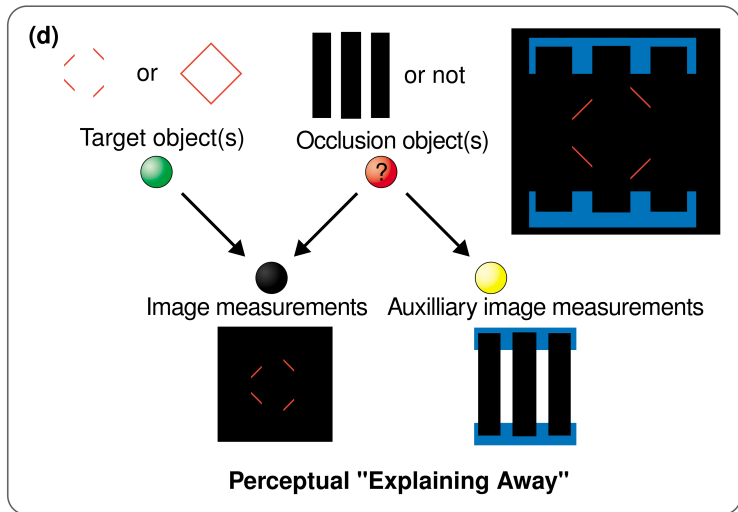 (d)
or
or not
Target object(s)
Occlusion object(s)
?
Image measurements
Auxilliary image measurements
Perceptual "Explaining Away"